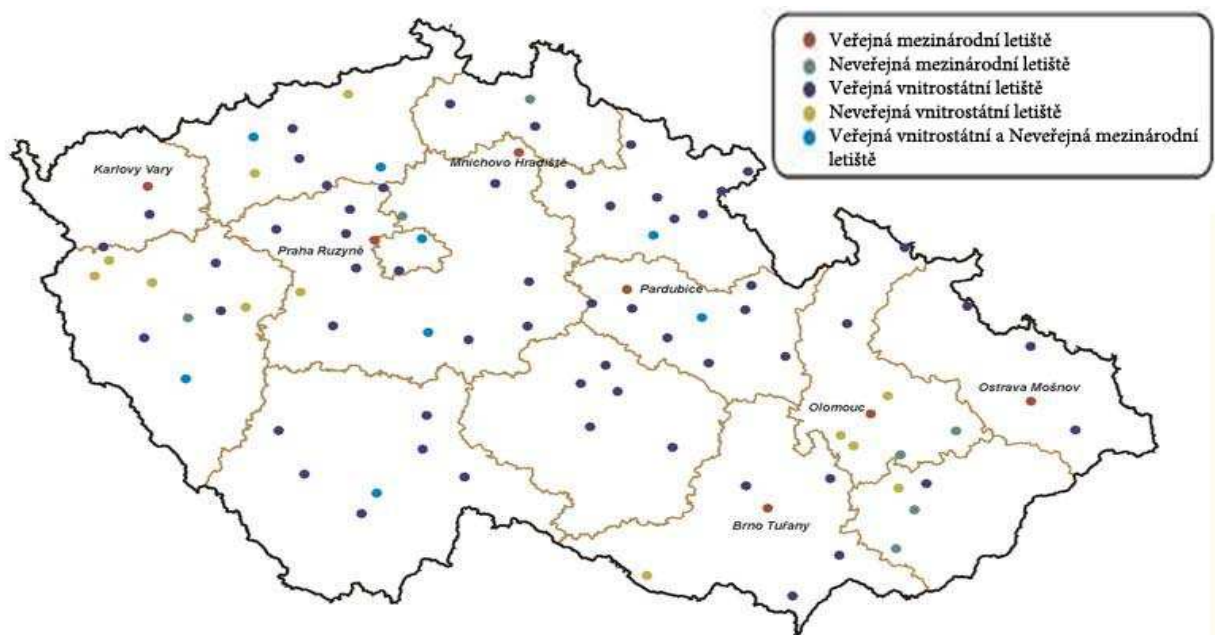 Veřejná mezinárodní letiště
Neveřejná mezinárodní letiště
Veřejná vnitrostátní letiště
Neveřejná vnitrostátní letiště
Veřejná vnitrostátní a Neveřejná mezinárodní
letiště
Mnichovo Hradiště
Karlovy Vary
Praha Ruzyně
Pardubice
Ostrava Mošnov
Olomouc
Brno Tuřany